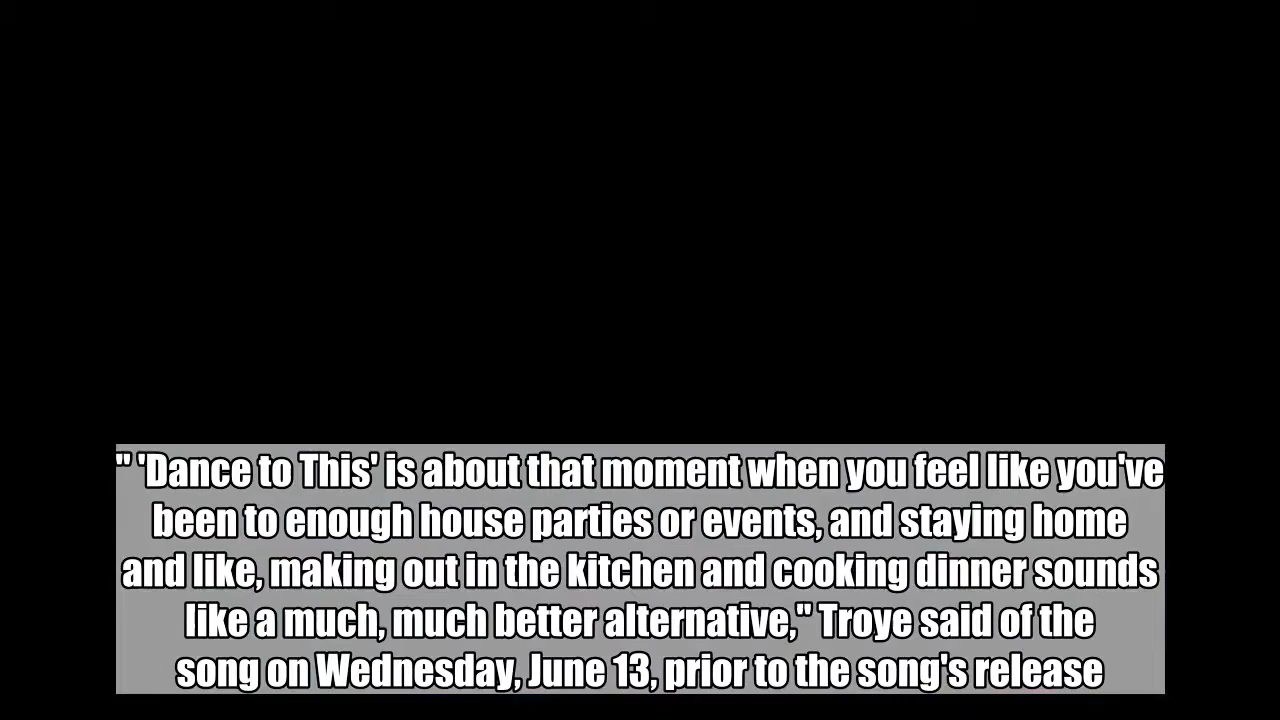 " 'Dance to This' is about that moment when you feel like you've
been to enough house parties or events, and staying home
and like, making out in the kitchen and cooking dinner sounds
like a much, much better alternative," Troye said of the
song on Wednesday, June 13, prior to the song's release